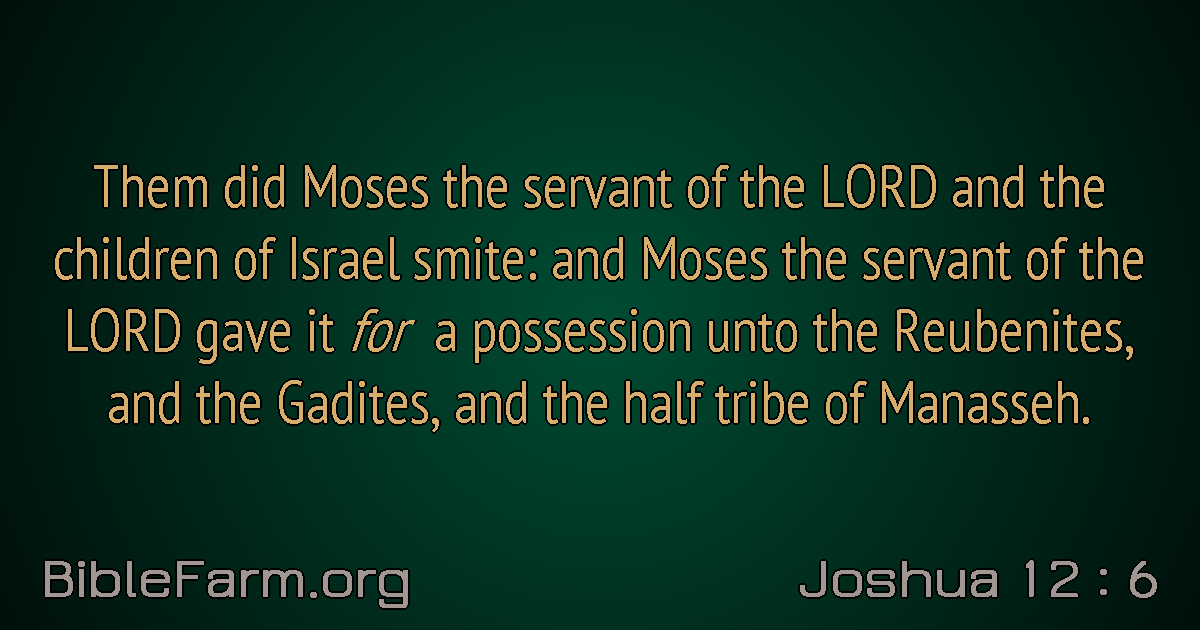 Them did Moses the servant of the LORD and the
children of Israel smite: and Moses the servant of the
LORD gave it for a possession unto the Reubenites,
and the Gadites, and the half tribe of Manasseh.
BibleFarm.org
Joshua 12 : 6